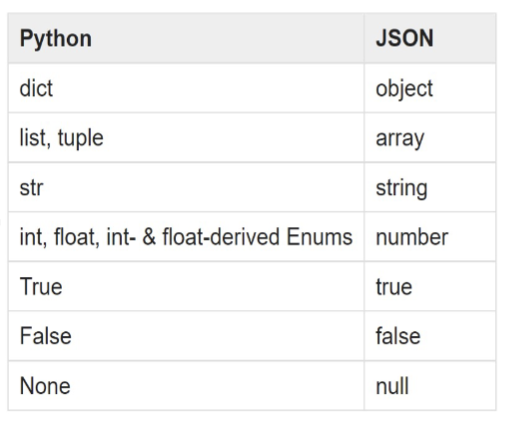 Python JSON
dict object
list, tuple array
str string
int, float, int- & float-derived Enums number
True true
False false
None null